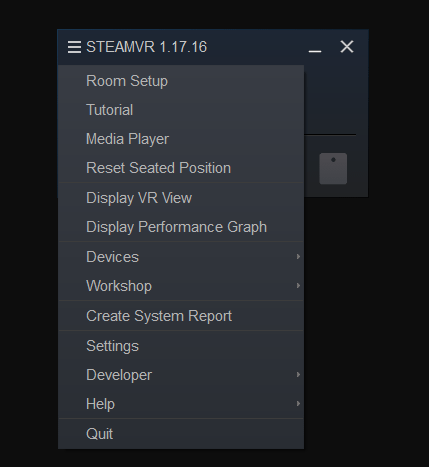 STEAMVR 1.17.16
Room Setup
Tutorial
Media Player
Reset Seated Position
Display VR View
Display Performance Graph
Devices
Workshop
Create System Report
Settings
Developer
Help
Quit